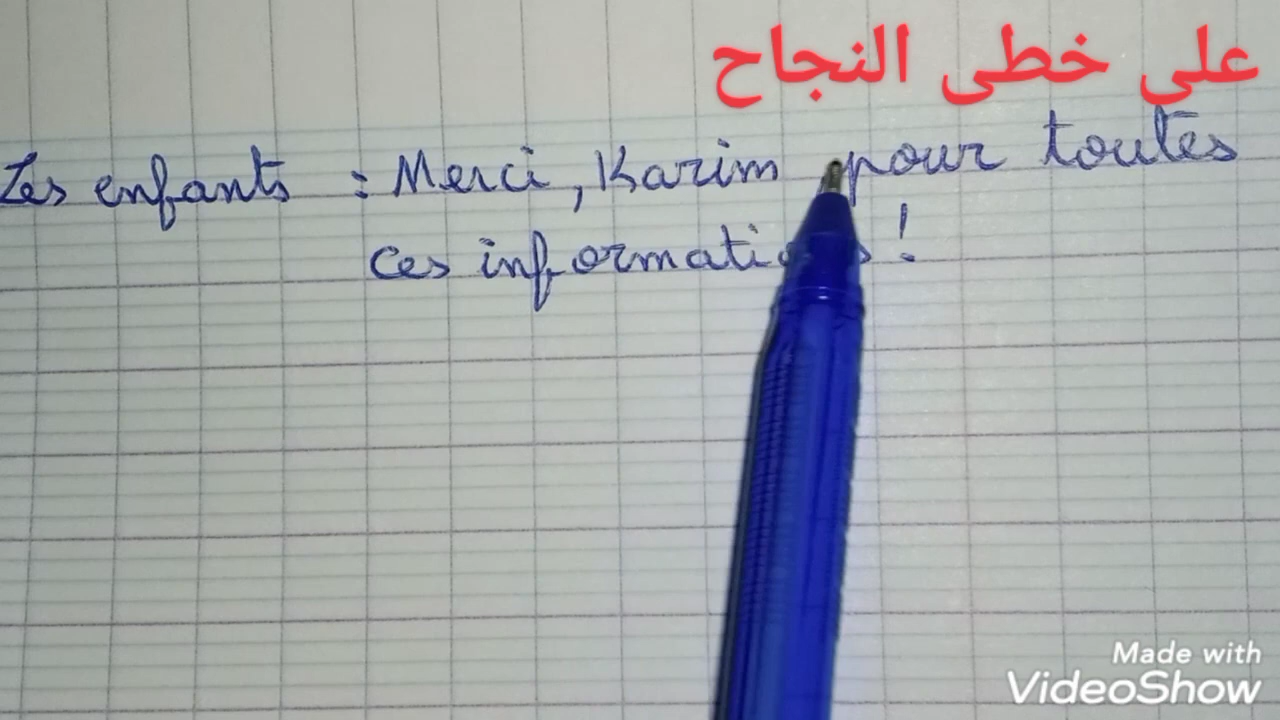 على خطى النجاح
Les enfants : Merci, Karim pour toutes
ces informations !
Made with
VideoShow